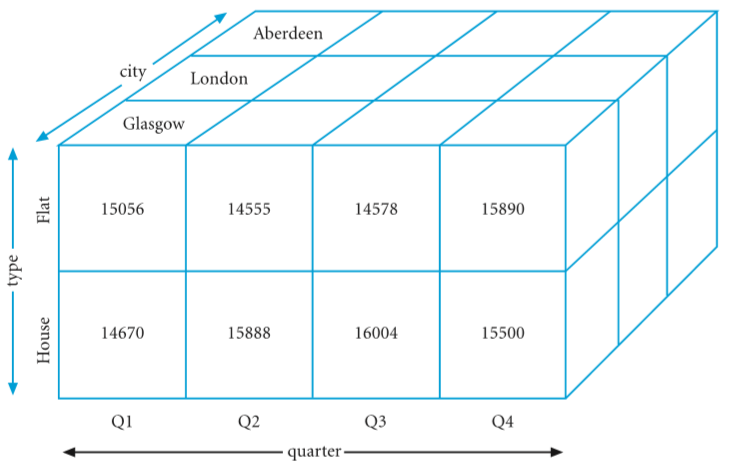 Aberdeen
city
London
Glasgow
Flat 15056 14555 14578 15890
type
House 14670 15888 16004 15500
Q1 Q2 Q3 Q4
quarter